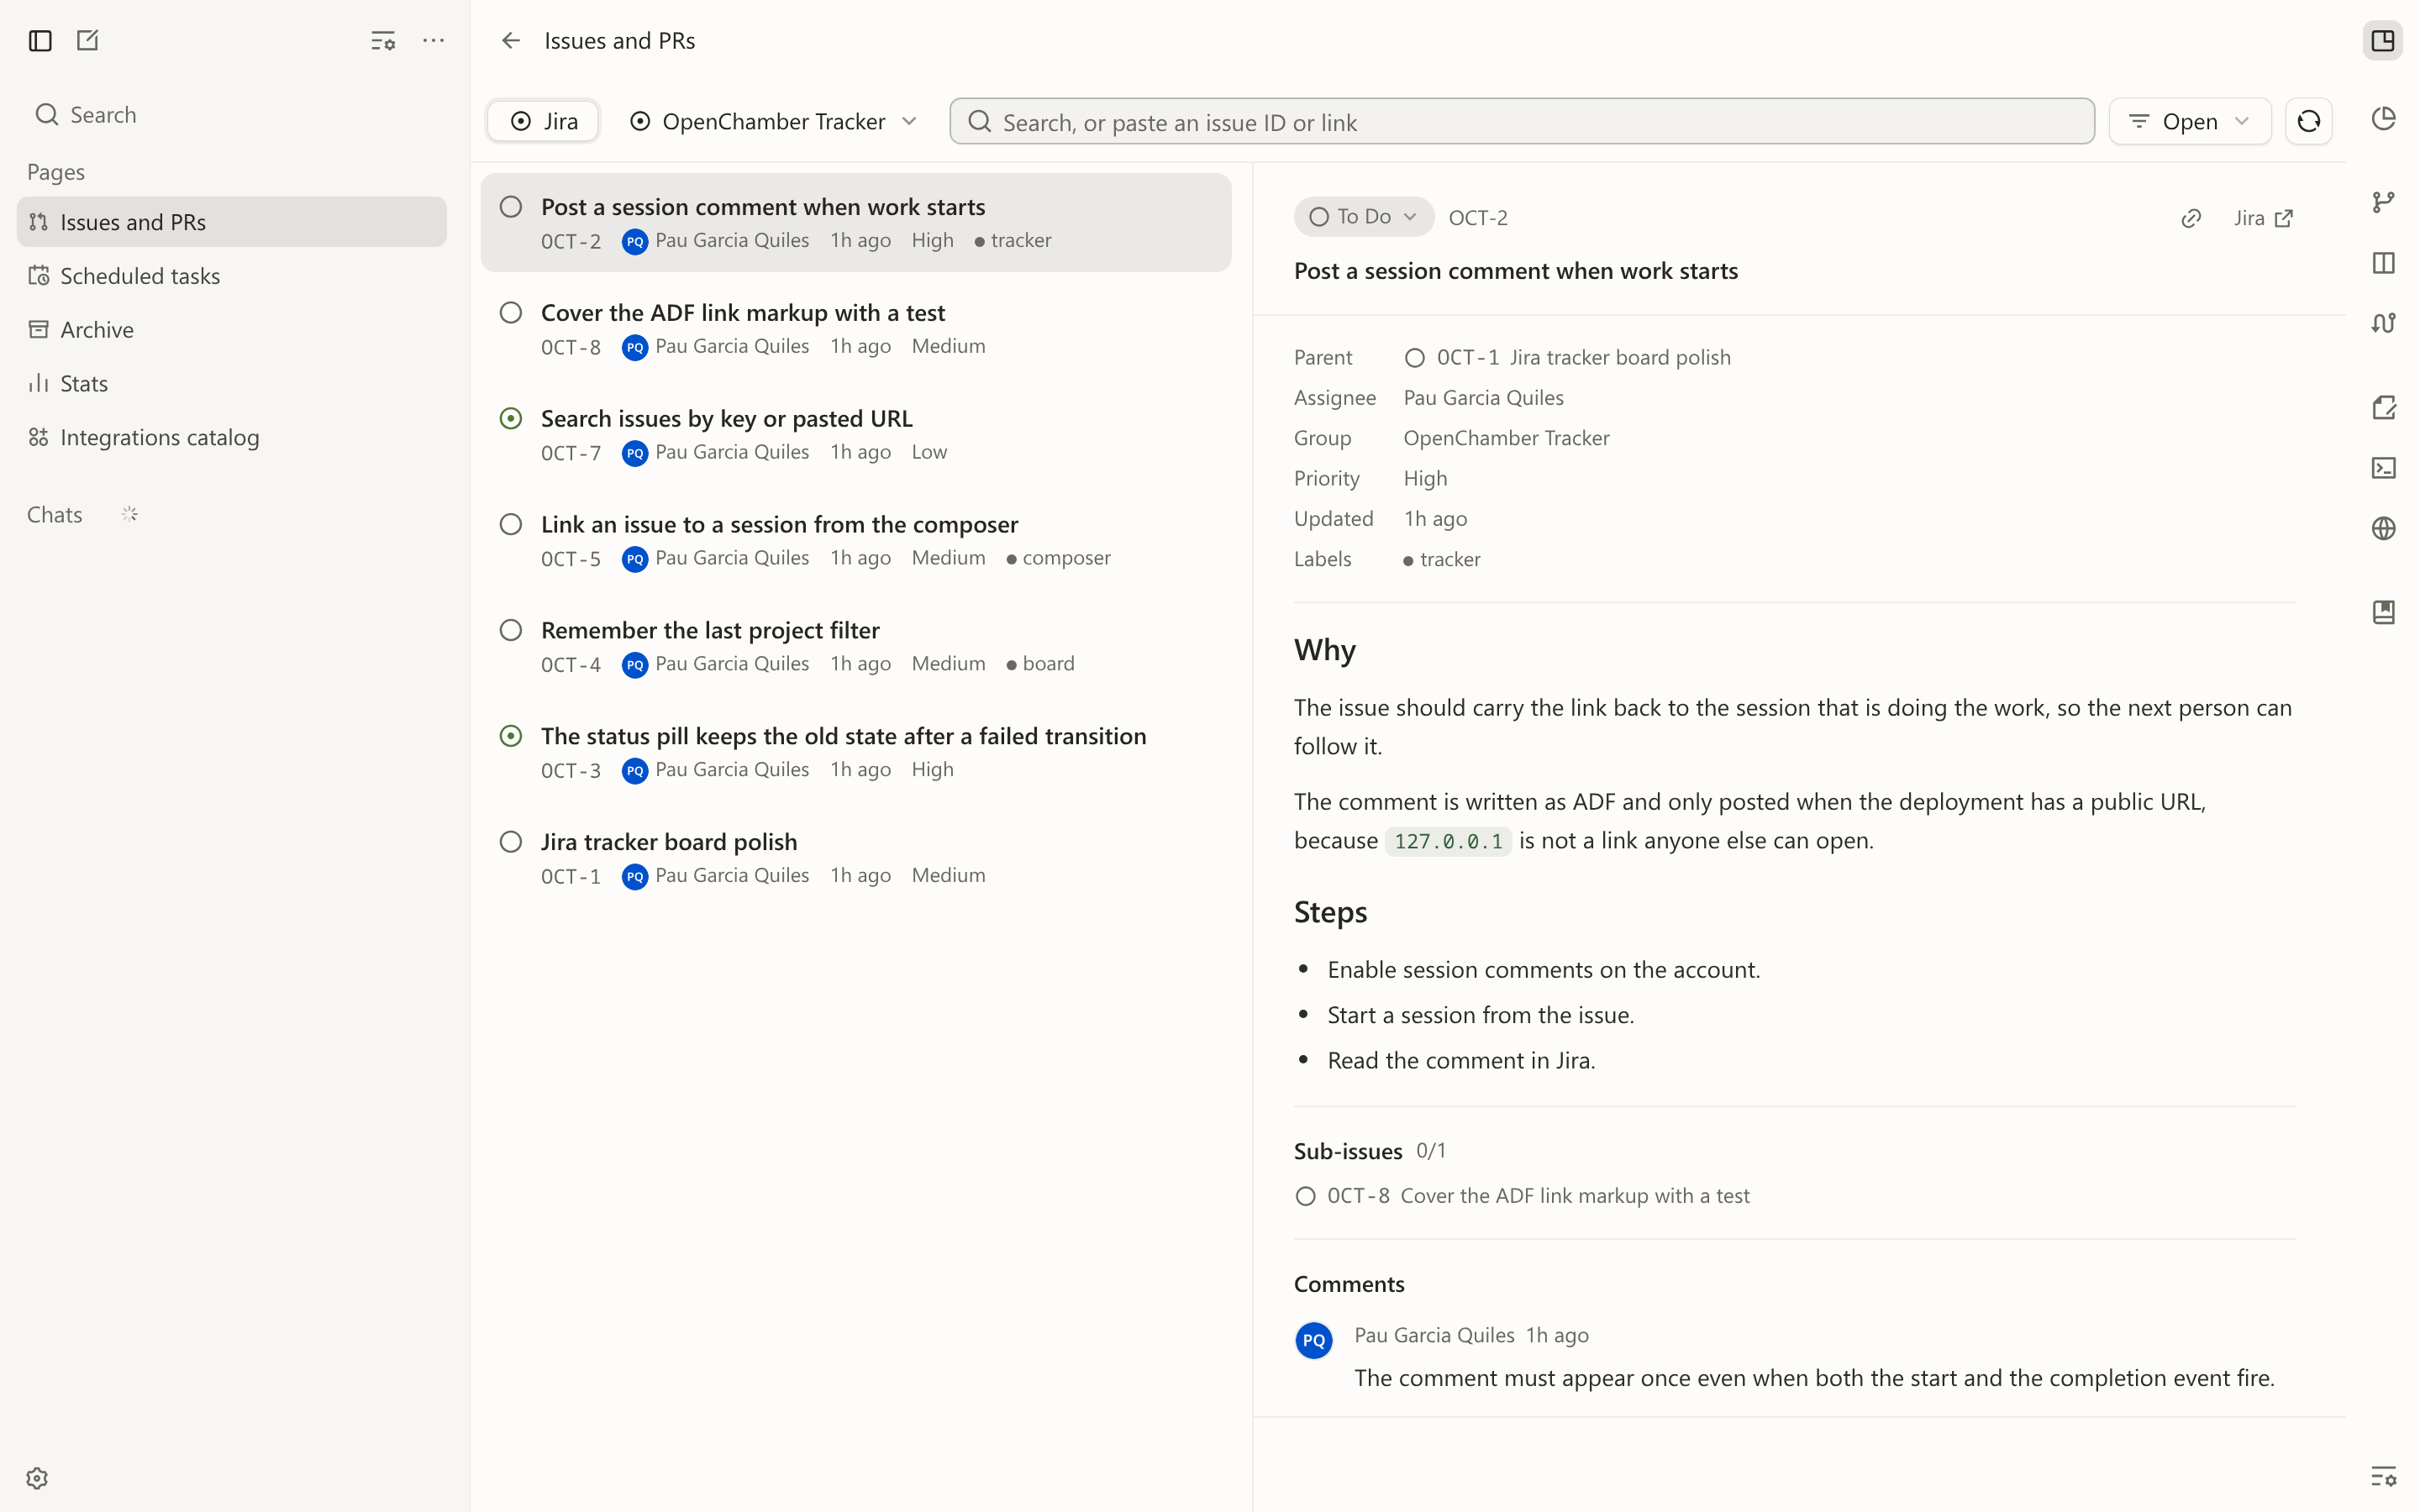 Search
Pages
Issues and PRs
Scheduled tasks
Archive
Stats
Integrations catalog
Chats
Issues and PRs
Jira
OpenChamber Tracker
Search, or paste an issue ID or link
Open
Post a session comment when work starts
OCT-2 PQ Pau Garcia Quiles 1h ago High tracker
Cover the ADF link markup with a test
OCT-8 PQ Pau Garcia Quiles 1h ago Medium
Search issues by key or pasted URL
OCT-7 PQ Pau Garcia Quiles 1h ago Low
Link an issue to a session from the composer
OCT-5 PQ Pau Garcia Quiles 1h ago Medium composer
Remember the last project filter
OCT-4 PQ Pau Garcia Quiles 1h ago Medium board
The status pill keeps the old state after a failed transition
OCT-3 PQ Pau Garcia Quiles 1h ago High
Jira tracker board polish
OCT-1 PQ Pau Garcia Quiles 1h ago Medium
To Do OCT-2 Jira
Post a session comment when work starts
Parent OCT-1 Jira tracker board polish
Assignee Pau Garcia Quiles
Group OpenChamber Tracker
Priority High
Updated 1h ago
Labels tracker
Why
The issue should carry the link back to the session that is doing the work, so the next person can
follow it.
The comment is written as ADF and only posted when the deployment has a public URL,
because 127.0.0.1 is not a link anyone else can open.
Steps
• Enable session comments on the account.
• Start a session from the issue.
• Read the comment in Jira.
Sub-issues 0/1
OCT-8 Cover the ADF link markup with a test
Comments
PQ Pau Garcia Quiles 1h ago
The comment must appear once even when both the start and the completion event fire.